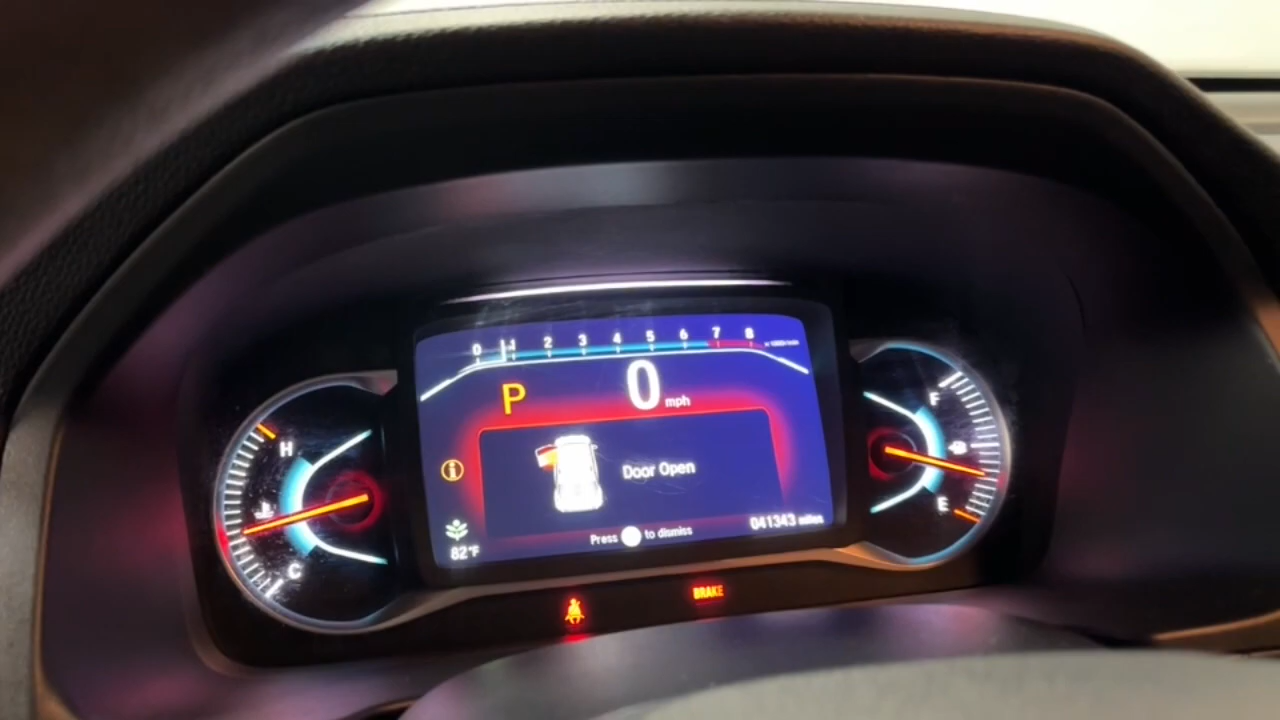 0 1 2 3 4 5 6 7 8
P 0 mph
Door Open
Press to dismiss
041343 miles
82°F
H
C
F
E
BRAKE